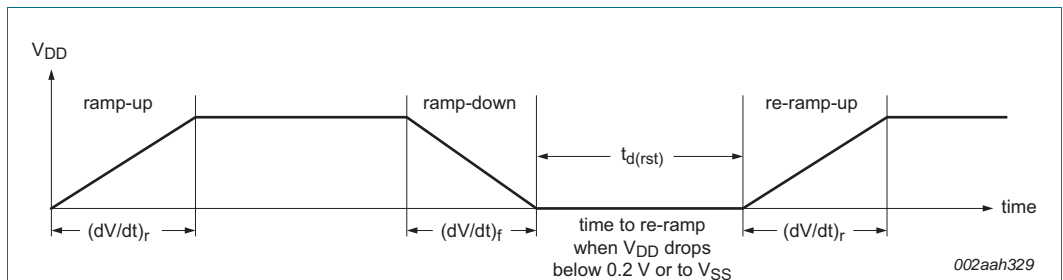 VDD
ramp-up
ramp-down
re-ramp-up
td(rst)
time
(dV/dt)r
(dV/dt)f
time to re-ramp
when VDD drops
below 0.2 V or to VSS
(dV/dt)r
002aah329